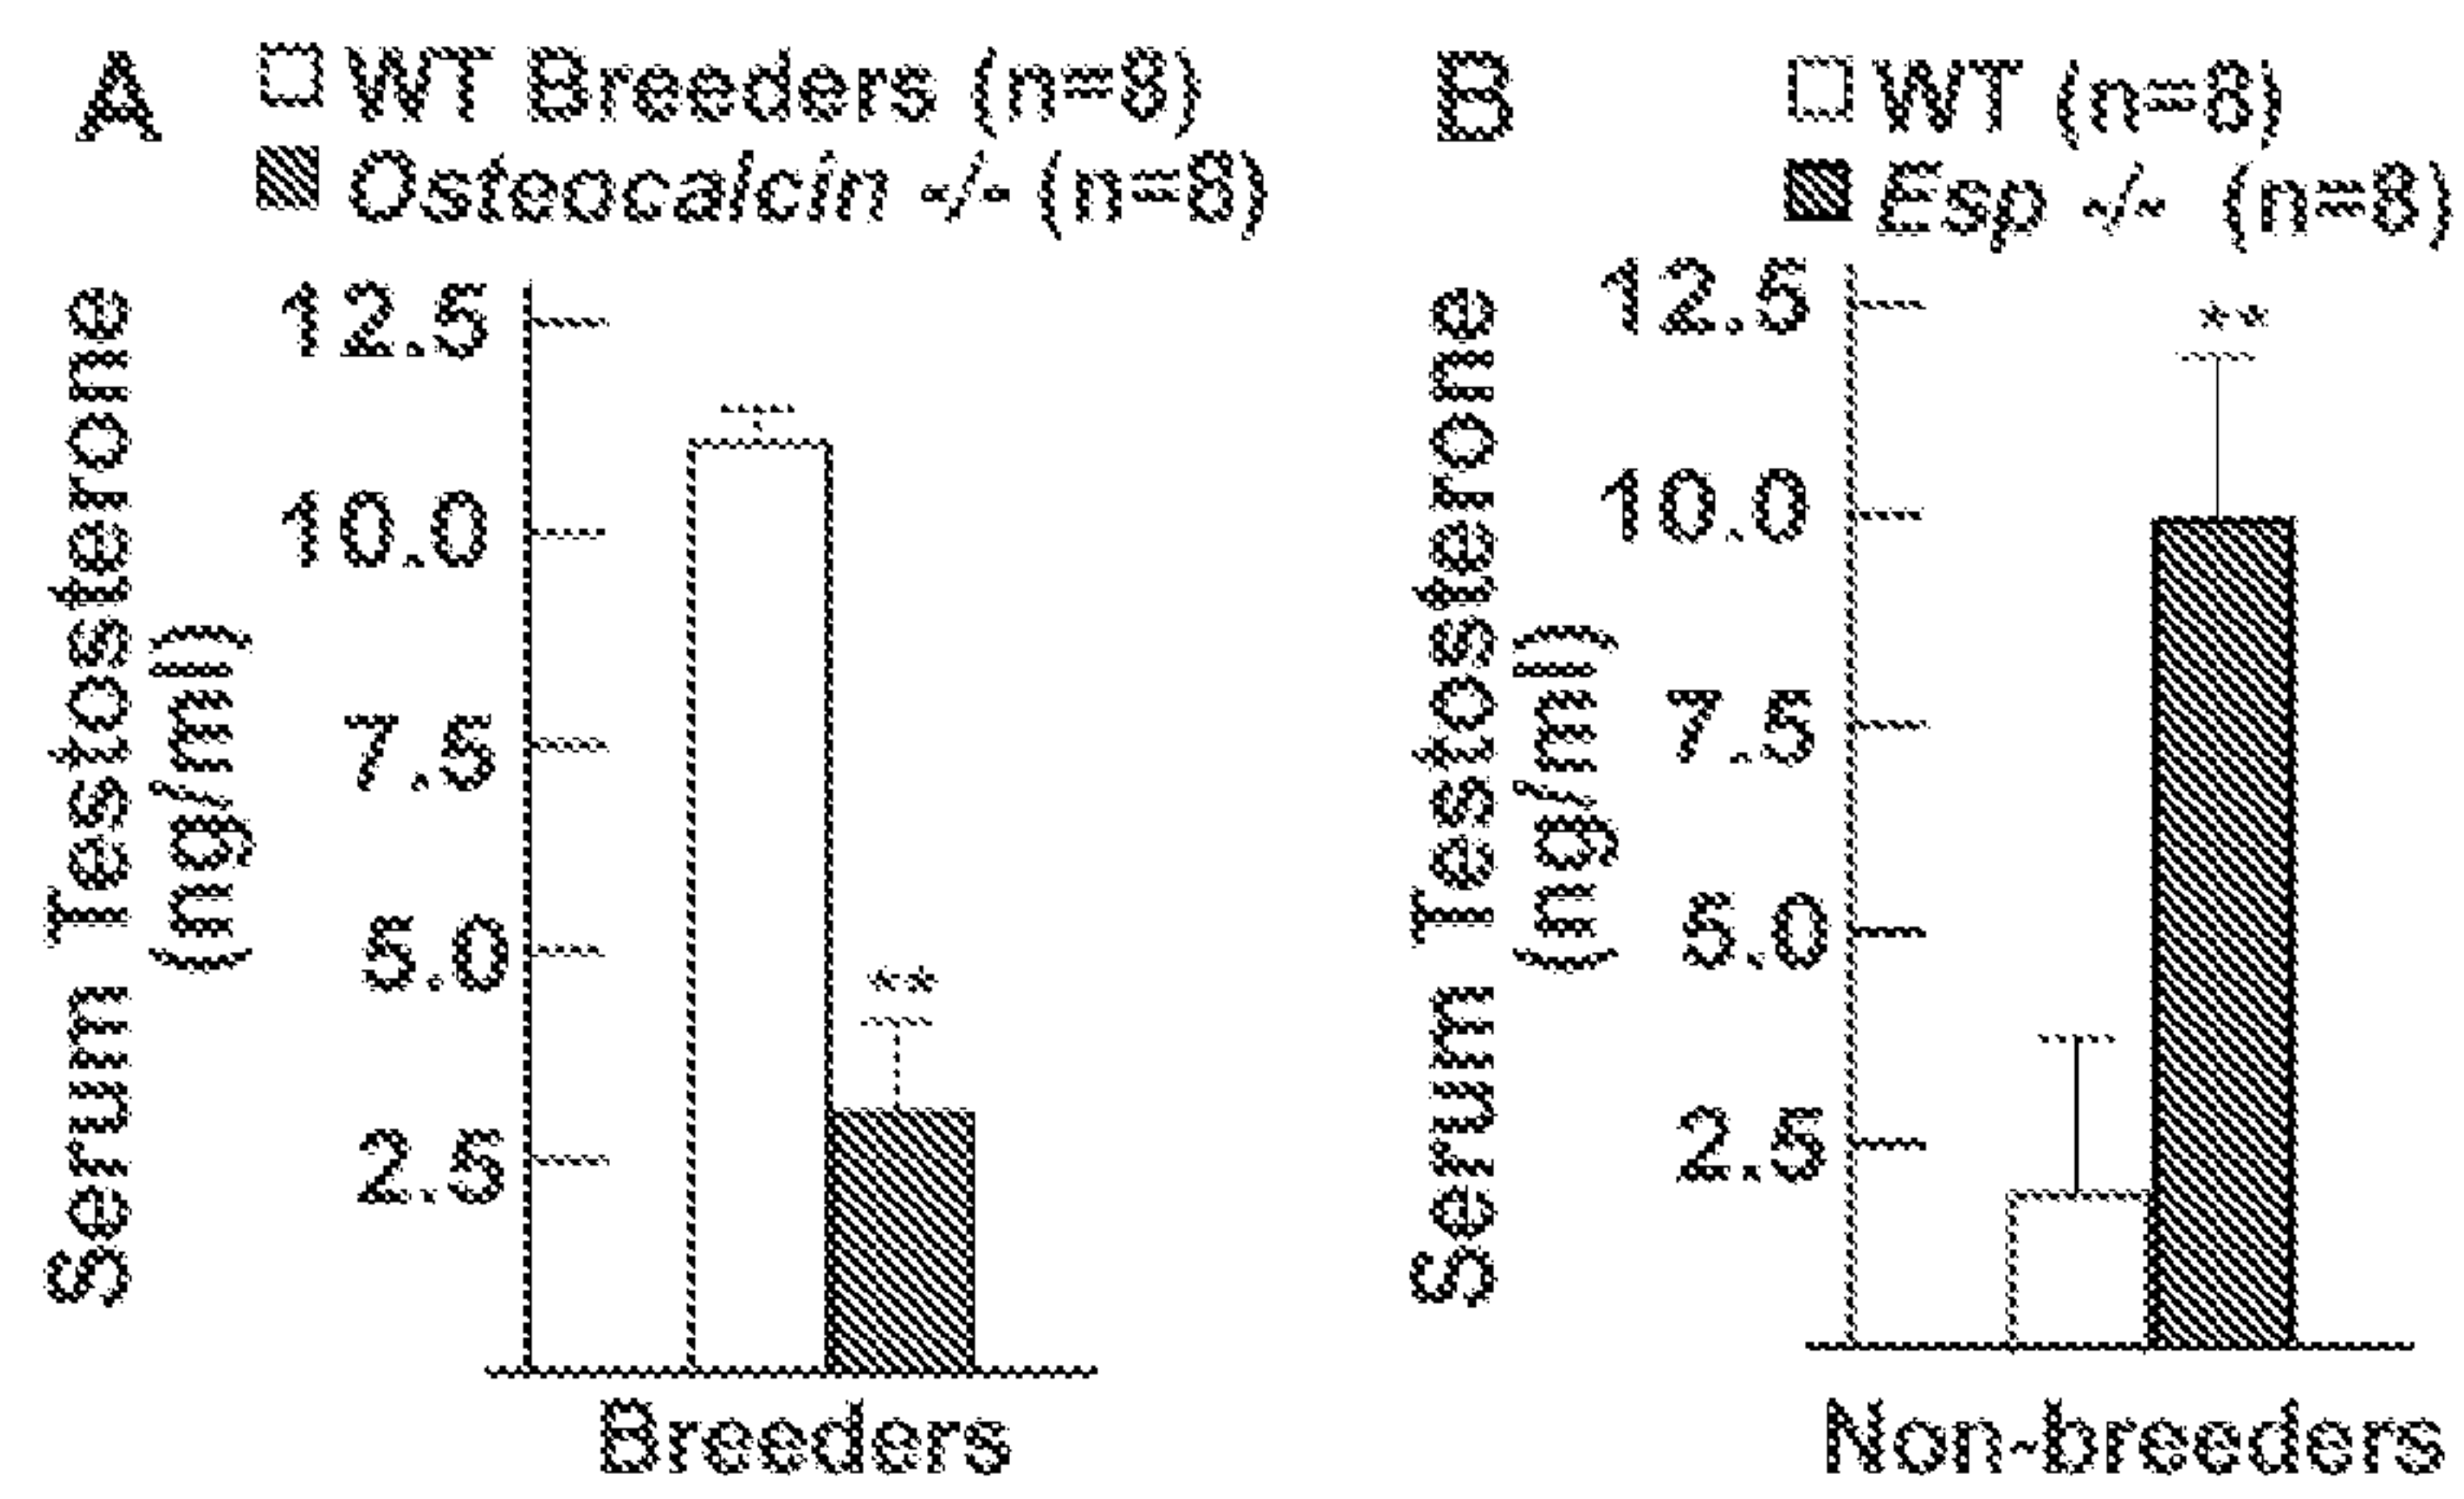 A
WT Breeders (n=8)
Osteocalcin -/- (n=8)
Serum Testosterone
(ng/ml)
12.5
10.0
7.5
5.0
**
2.5
Breeders
B
WT (n=8)
Esp -/- (n=8)
Serum Testosterone
(ng/ml)
12.5
**
10.0
7.5
5.0
2.5
Non-breeders